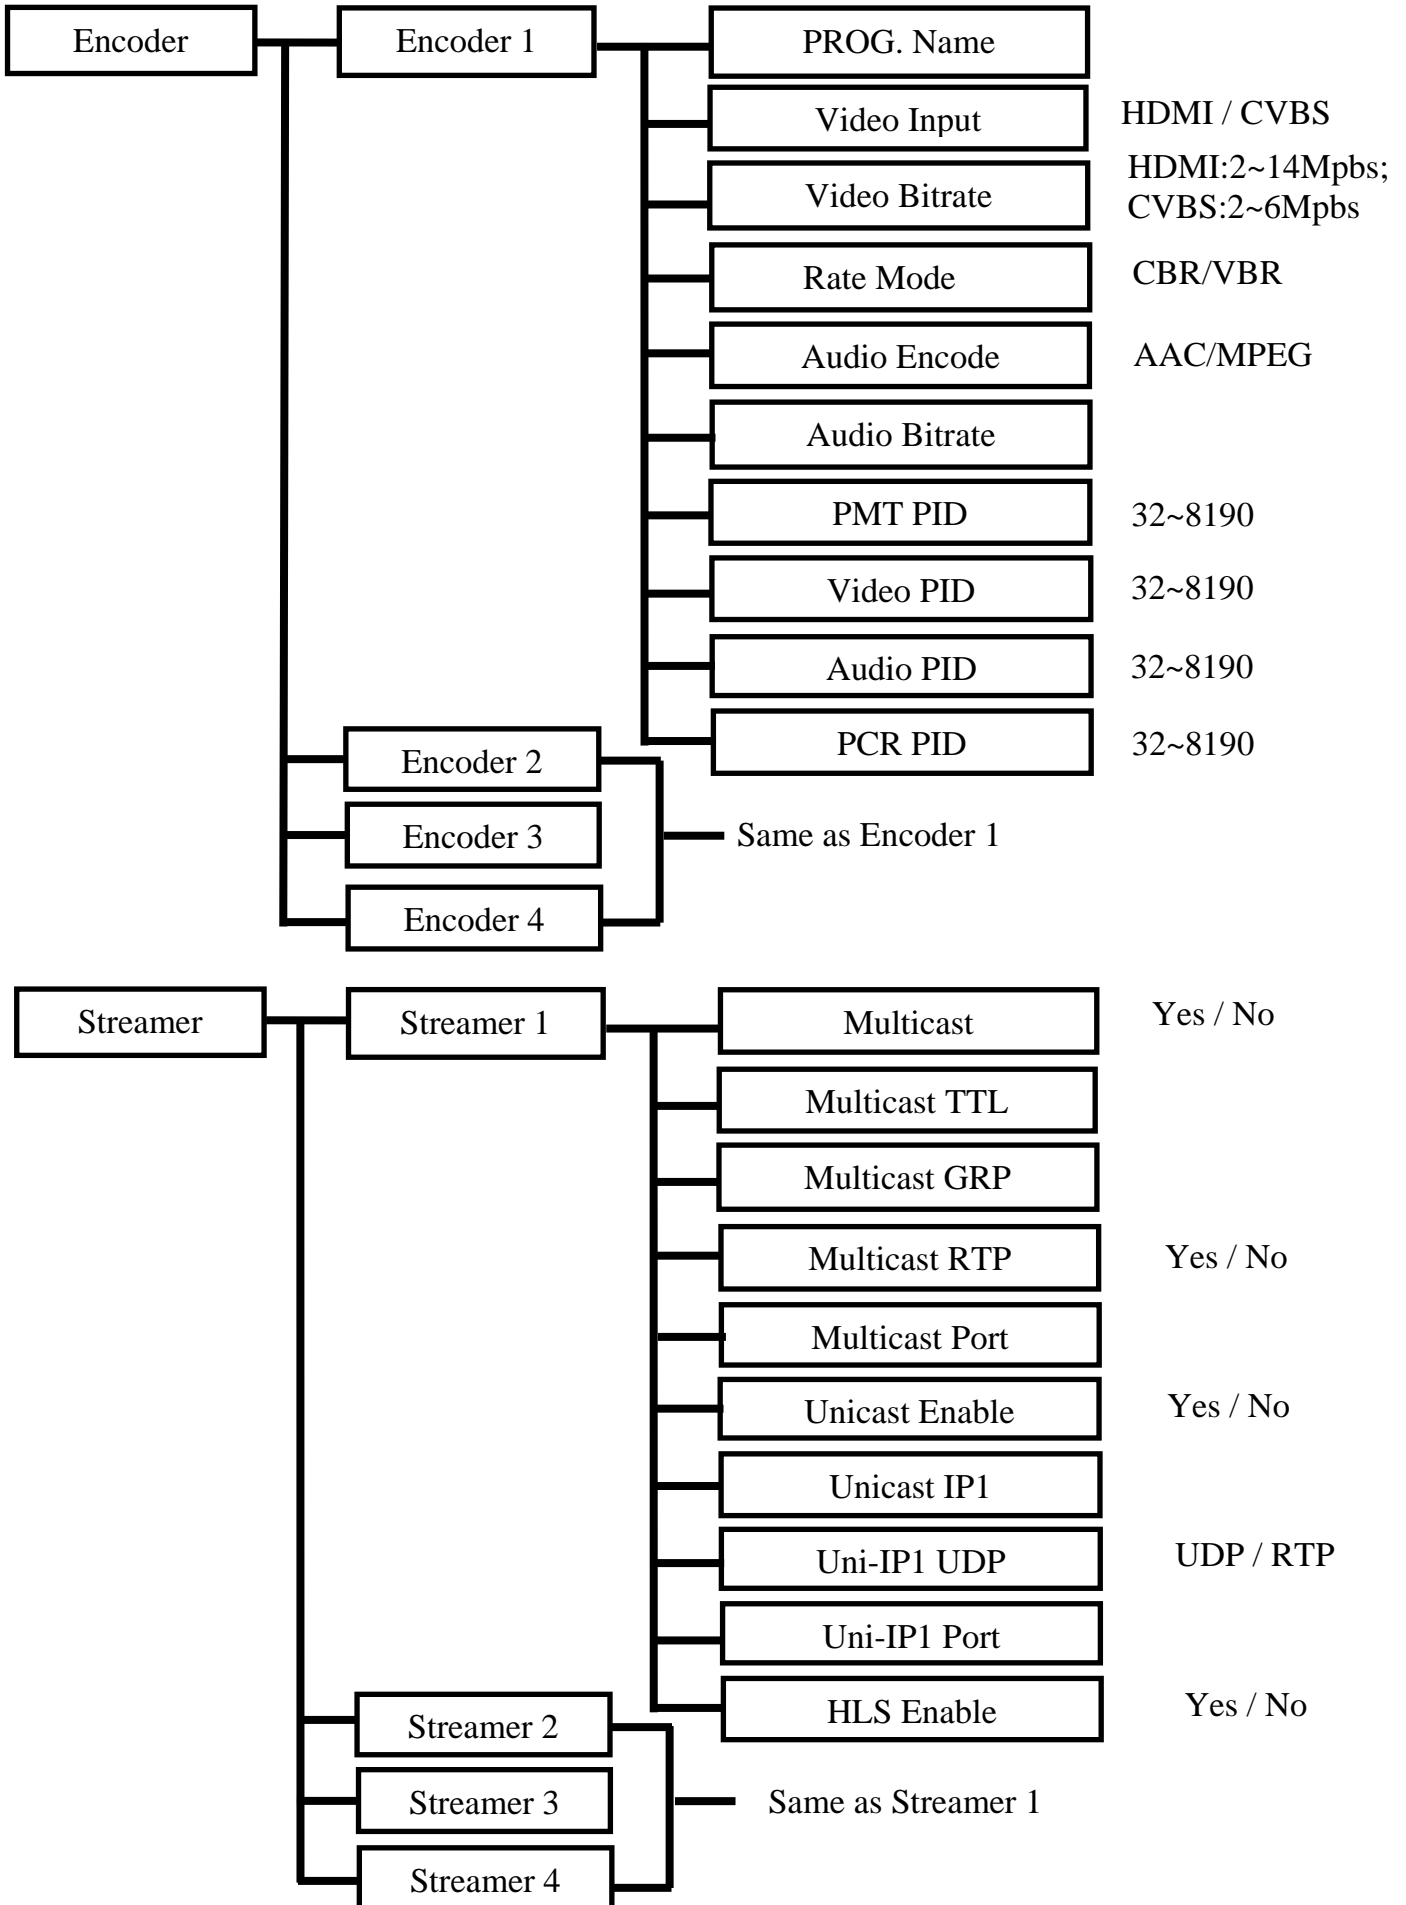 Encoder
Encoder 1
PROG. Name
Video Input
HDMI / CVBS
Video Bitrate
HDMI:2~14Mpbs;
CVBS:2~6Mpbs
Rate Mode
CBR/VBR
Audio Encode
AAC/MPEG
Audio Bitrate
PMT PID
32~8190
Video PID
32~8190
Audio PID
32~8190
PCR PID
32~8190
Encoder 2
Encoder 3
Encoder 4
Same as Encoder 1
Streamer
Streamer 1
Multicast
Yes / No
Multicast TTL
Multicast GRP
Multicast RTP
Yes / No
Multicast Port
Unicast Enable
Yes / No
Unicast IP1
Uni-IP1 UDP
UDP / RTP
Uni-IP1 Port
HLS Enable
Yes / No
Streamer 2
Streamer 3
Streamer 4
Same as Streamer 1